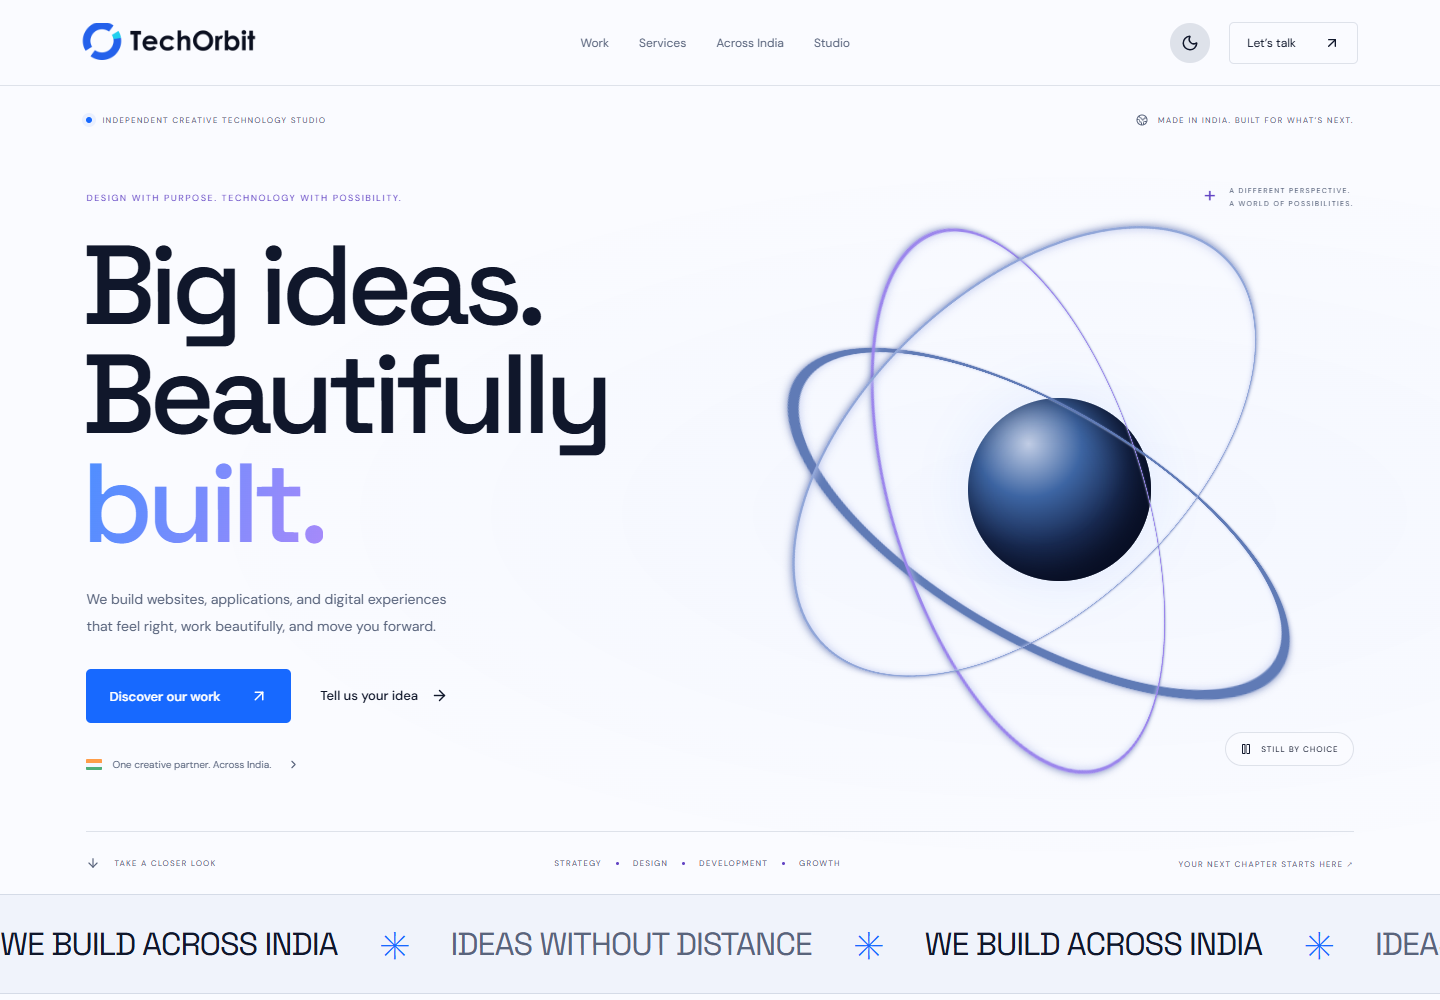 TechOrbit
Work
Services
Across India
Studio
Let's talk
INDEPENDENT CREATIVE TECHNOLOGY STUDIO
MADE IN INDIA. BUILT FOR WHAT'S NEXT.
DESIGN WITH PURPOSE. TECHNOLOGY WITH POSSIBILITY.
A DIFFERENT PERSPECTIVE.
A WORLD OF POSSIBILITIES.
Big ideas.
Beautifully
built.
We build websites, applications, and digital experiences
that feel right, work beautifully, and move you forward.
Discover our work
Tell us your idea
STILL BY CHOICE
One creative partner. Across India.
TAKE A CLOSER LOOK
STRATEGY • DESIGN • DEVELOPMENT • GROWTH
YOUR NEXT CHAPTER STARTS HERE ↗
WE BUILD ACROSS INDIA IDEAS WITHOUT DISTANCE WE BUILD ACROSS INDIA IDEA